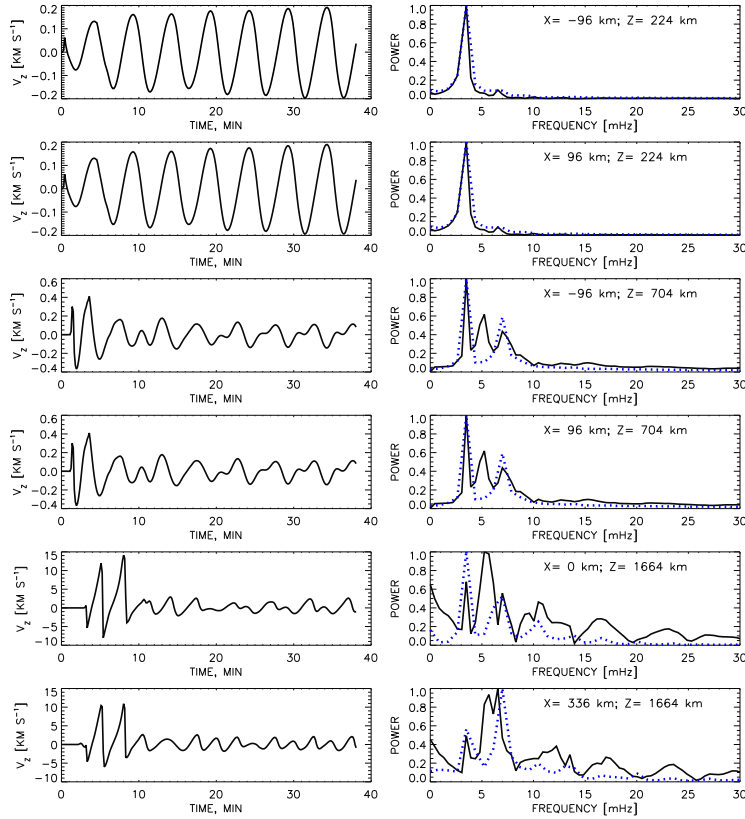 V_z [KM S⁻¹]
0.2
0.1
0.0
−0.1
−0.2
0 10 20 30 40
TIME, MIN
X= −96 km; Z= 224 km
POWER
1.0
0.8
0.6
0.4
0.2
0.0
0 5 10 15 20 25 30
FREQUENCY [mHz]
V_z [KM S⁻¹]
0.2
0.1
0.0
−0.1
−0.2
0 10 20 30 40
TIME, MIN
X= 96 km; Z= 224 km
POWER
1.0
0.8
0.6
0.4
0.2
0.0
0 5 10 15 20 25 30
FREQUENCY [mHz]
V_z [KM S⁻¹]
0.6
0.4
0.2
−0.0
−0.2
−0.4
0 10 20 30 40
TIME, MIN
X= −96 km; Z= 704 km
POWER
1.0
0.8
0.6
0.4
0.2
0.0
0 5 10 15 20 25 30
FREQUENCY [mHz]
V_z [KM S⁻¹]
0.6
0.4
0.2
−0.0
−0.2
−0.4
0 10 20 30 40
TIME, MIN
X= 96 km; Z= 704 km
POWER
1.0
0.8
0.6
0.4
0.2
0.0
0 5 10 15 20 25 30
FREQUENCY [mHz]
V_z [KM S⁻¹]
15
10
5
0
−5
−10
0 10 20 30 40
TIME, MIN
X= 0 km; Z= 1664 km
POWER
1.0
0.8
0.6
0.4
0.2
0.0
0 5 10 15 20 25 30
FREQUENCY [mHz]
V_z [KM S⁻¹]
15
10
5
0
−5
−10
0 10 20 30 40
TIME, MIN
X= 336 km; Z= 1664 km
POWER
1.0
0.8
0.6
0.4
0.2
0.0
0 5 10 15 20 25 30
FREQUENCY [mHz]